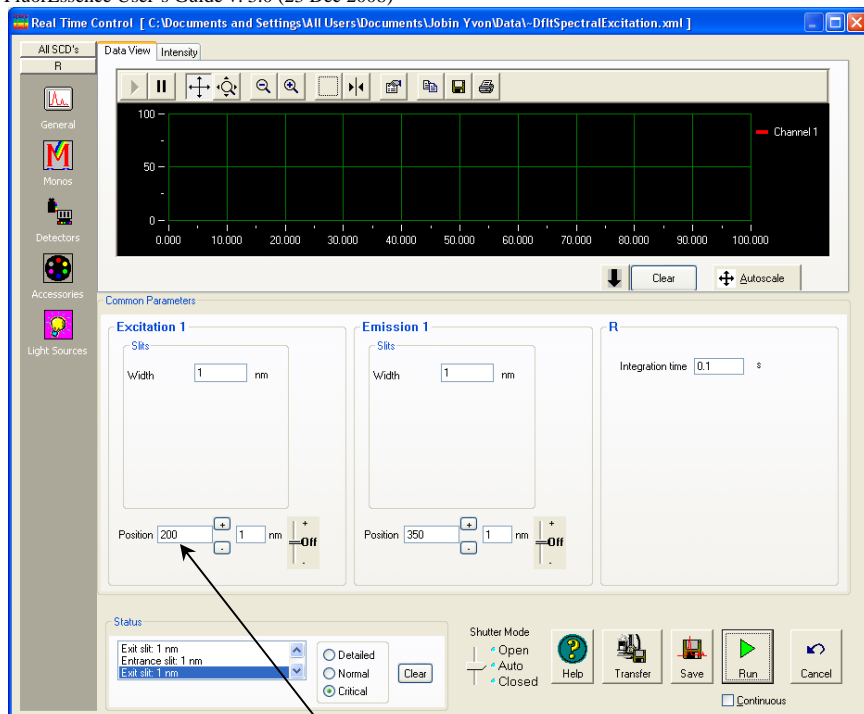 FluorEssence User's Guide v. 3.0 (23 Dec 2008)
Real Time Control [ C:\Documents and Settings\All Users\Documents\Jobin Yvon\Data\~DfltSpectralExcitation.xml ]
All SCD's
R
General
Monos
Detectors
Accessories
Light Sources
Data View Intensity
100
50
0
0.000 10.000 20.000 30.000 40.000 50.000 60.000 70.000 80.000 90.000 100.000
Channel 1
Clear Autoscale
Common Parameters
Excitation 1
Slits
Width 1 nm
Position 200 + - 1 nm + Off -
Emission 1
Slits
Width 1 nm
Position 350 + - 1 nm + Off -
R
Integration time 0.1 s
Status
Exit slit: 1 nm
Entrance slit: 1 nm
Exit slit: 1 nm
Detailed
Normal
Critical
Clear
Shutter Mode
Open
Auto
Closed
Help
Transfer
Save
Run
Cancel
Continuous